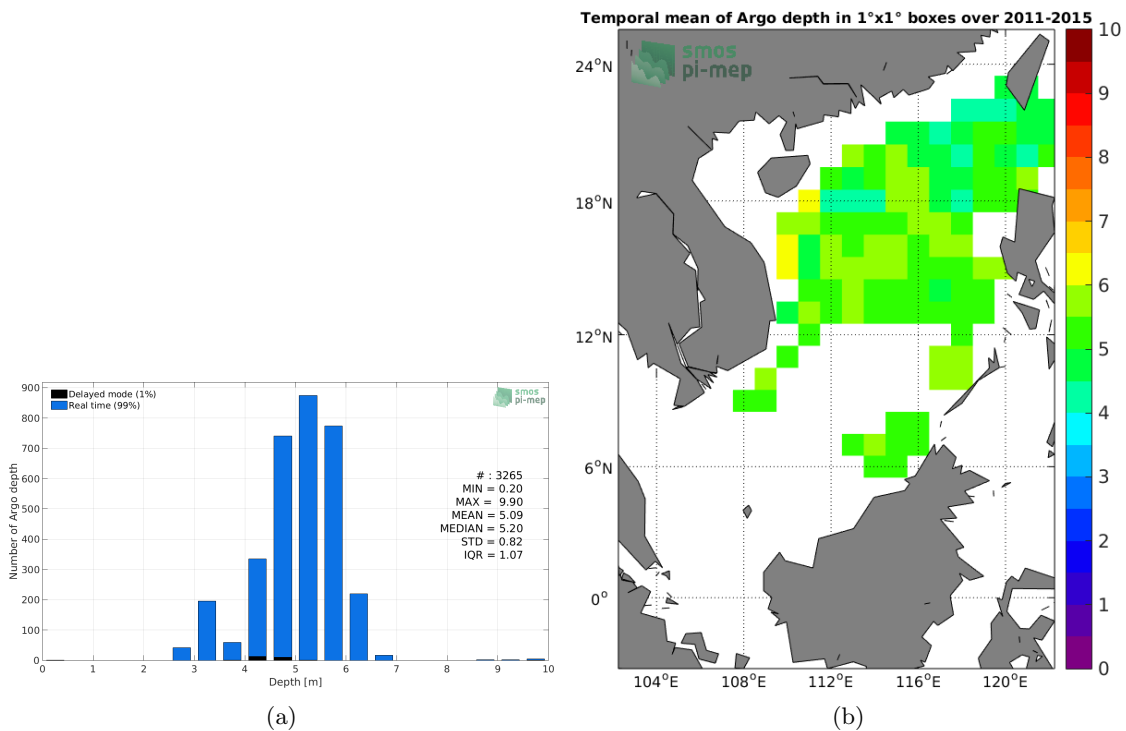 Temporal mean of Argo depth in 1°x1° boxes over 2011-2015
smos
pi-mep
24°N
18°N
12°N
6°N
0°
104°E
108°E
112°E
116°E
120°E
10
9
8
7
6
5
4
3
2
1
0
Delayed mode (1%)
Real time (99%)
smos
pi-mep
# : 3265
MIN = 0.20
MAX = 9.90
MEAN = 5.09
MEDIAN = 5.20
STD = 0.82
IQR = 1.07
Number of Argo depth
900
800
700
600
500
400
300
200
100
0
0 1 2 3 4 5 6 7 8 9 10
Depth [m]
(a)
(b)